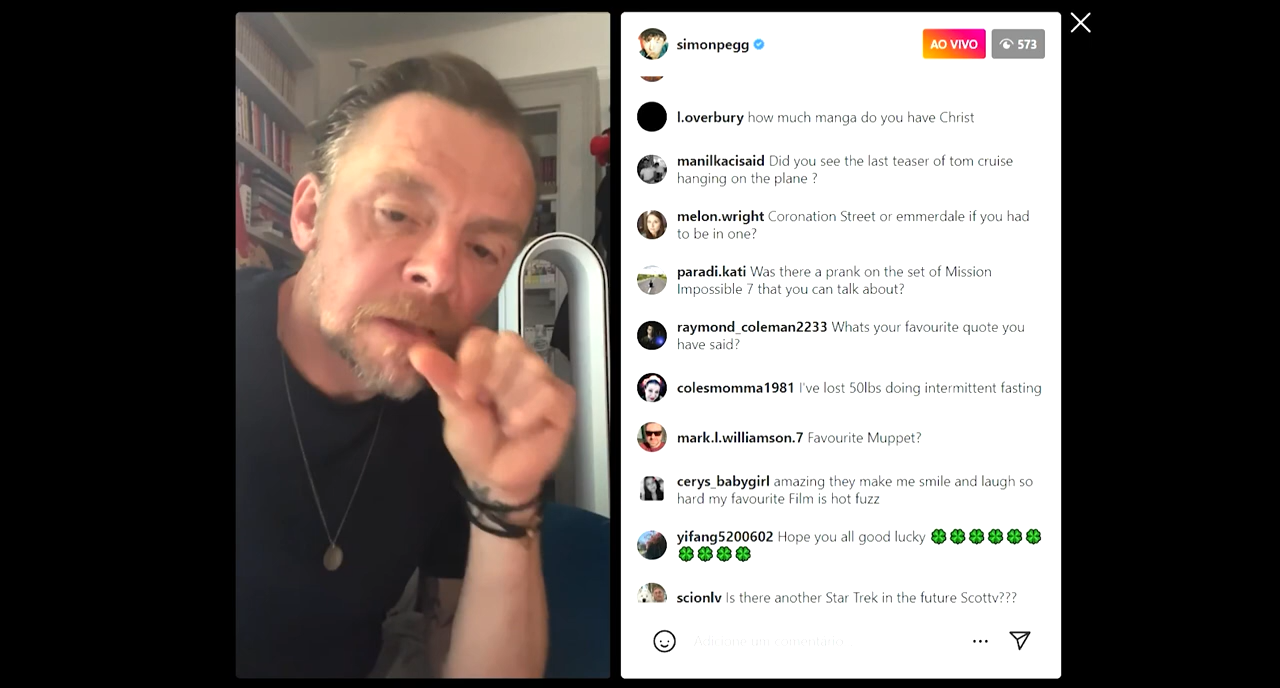 simonpegg
AO VIVO
573
l.overbury how much manga do you have Christ
manilkacisaid Did you see the last teaser of tom cruise
hanging on the plane ?
melon.wright Coronation Street or emmerdale if you had
to be in one?
paradi.kati Was there a prank on the set of Mission
Impossible 7 that you can talk about?
raymond_coleman2233 Whats your favourite quote you
have said?
colesmomma1981 I've lost 50lbs doing intermittent fasting
mark.l.williamson.7 Favourite Muppet?
cerys_babygirl amazing they make me smile and laugh so
hard my favourite Film is hot fuzz
yifang5200602 Hope you all good lucky 🍀🍀🍀🍀🍀🍀
🍀🍀🍀🍀
scionlv Is there another Star Trek in the future Scotty???
Adicione um comentário